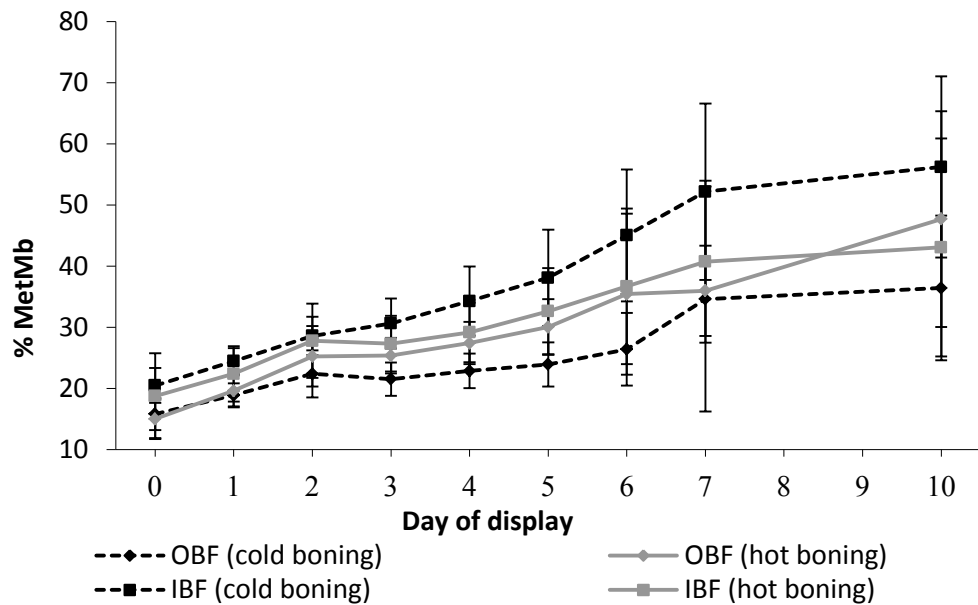 80
70
60
50
40
30
20
10
% MetMb
0 1 2 3 4 5 6 7 8 9 10
Day of display
OBF (cold boning) OBF (hot boning)
IBF (cold boning) IBF (hot boning)